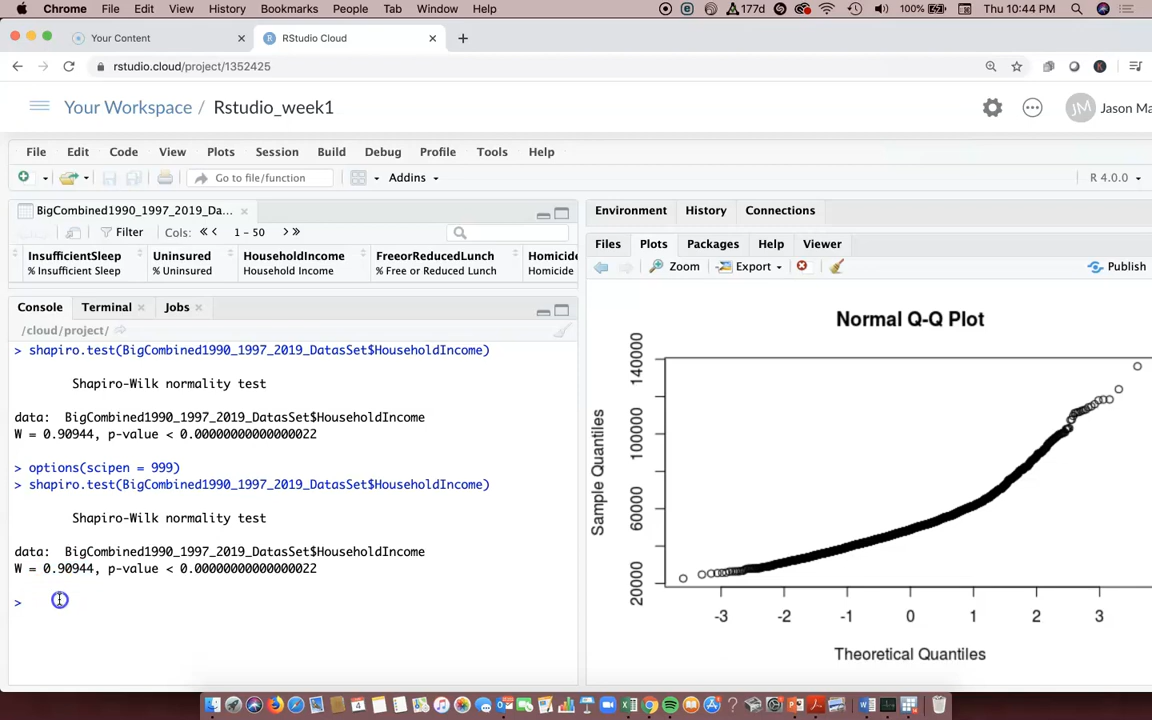 Chrome File Edit View History Bookmarks People Tab Window Help 177d 100% Thu 10:44 PM
Your Content RStudio Cloud
rstudio.cloud/project/1352425
Your Workspace / Rstudio_week1 JM Jason Ma
File Edit Code View Plots Session Build Debug Profile Tools Help
Go to file/function Addins R 4.0.0
BigCombined1990_1997_2019_Da...
Filter Cols: 1 - 50
InsufficientSleep Uninsured HouseholdIncome FreeorReducedLunch Homicide
% Insufficient Sleep % Uninsured Household Income % Free or Reduced Lunch Homicide
Console Terminal Jobs
/cloud/project/
> shapiro.test(BigCombined1990_1997_2019_DatasSet$HouseholdIncome)
Shapiro-Wilk normality test
data: BigCombined1990_1997_2019_DatasSet$HouseholdIncome
W = 0.90944, p-value < 0.00000000000000022
> options(scipen = 999)
> shapiro.test(BigCombined1990_1997_2019_DatasSet$HouseholdIncome)
Shapiro-Wilk normality test
data: BigCombined1990_1997_2019_DatasSet$HouseholdIncome
W = 0.90944, p-value < 0.00000000000000022
>
Environment History Connections
Files Plots Packages Help Viewer
Zoom Export Publish
Normal Q-Q Plot
Sample Quantiles
140000
100000
60000
20000
-3 -2 -1 0 1 2 3
Theoretical Quantiles